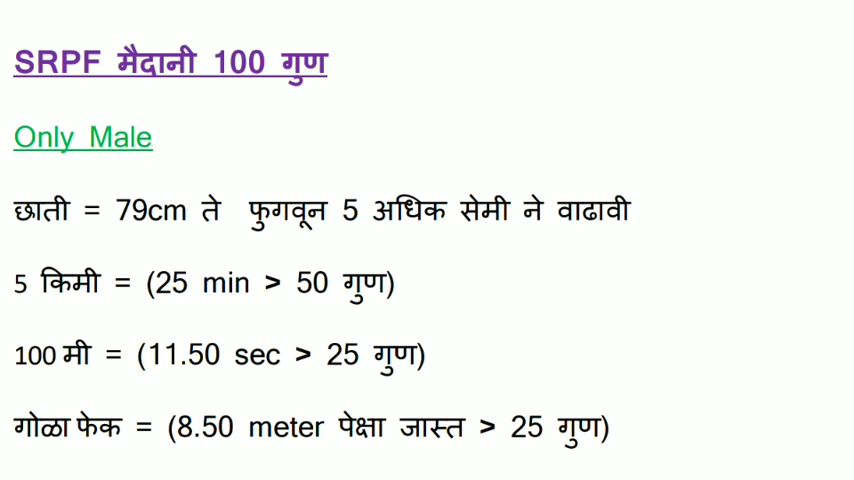 SRPF मैदानी 100 गुण
Only Male
छाती = 79cm ते फुगवून 5 अधिक सेमी ने वाढावी
5 किमी = (25 min > 50 गुण)
100 मी = (11.50 sec > 25 गुण)
गोळा फेक = (8.50 meter पेक्षा जास्त > 25 गुण)